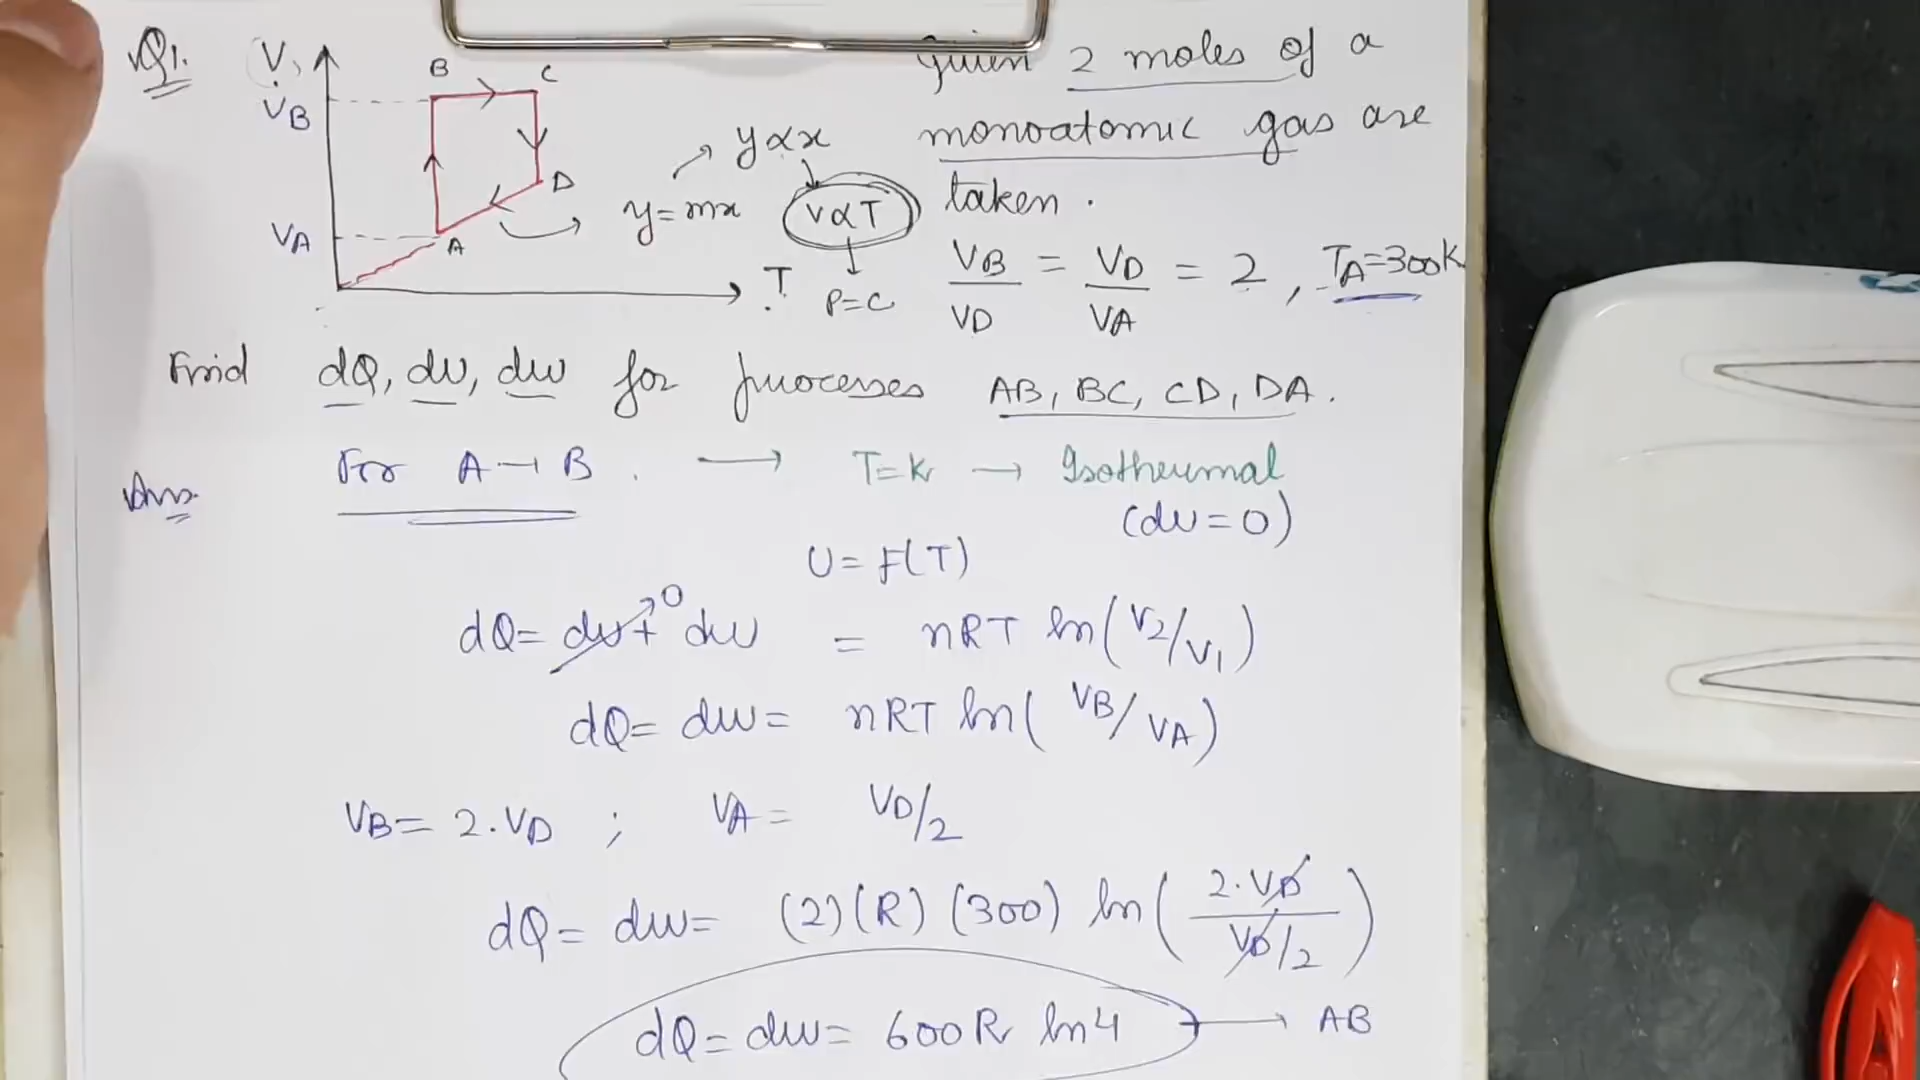 Q1.
V
VB
VA
B
C
D
A
T
y=mx
y∝x
V∝T
P=C
Given 2 moles of a
monoatomic gas are
taken.
VB/VD = VD/VA = 2, TA=300K
Find dQ, dU, dW for processes AB, BC, CD, DA.
Ans For A→B. → T=K → Isothermal
(dU=0)
U=f(T)
dQ= dU+dW = nRT ln(V2/V1)
0
dQ= dW= nRT ln(VB/VA)
VB= 2.VD ; VA= VD/2
dQ= dW= (2)(R)(300) ln(2.VD / VD/2)
dQ= dW= 600R ln4 → AB